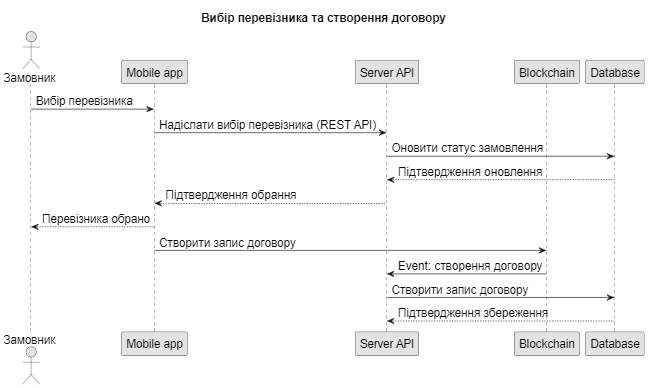 Вибір перевізника та створення договору
Замовник
Mobile app
Server API
Blockchain
Database
Вибір перевізника
Надіслати вибір перевізника (REST API)
Оновити статус замовлення
Підтвердження оновлення
Підтвердження обрання
Перевізника обрано
Створити запис договору
Event: створення договору
Створити запис договору
Підтвердження збереження
Замовник
Mobile app
Server API
Blockchain
Database